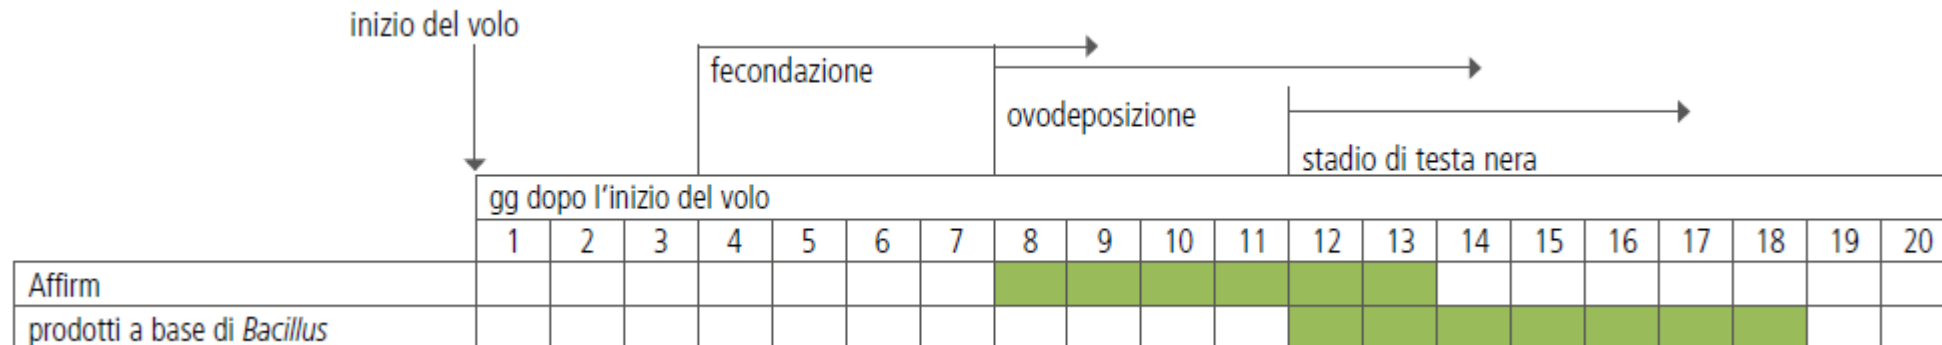 inizio del volo
fecondazione
ovodeposizione
stadio di testa nera
gg dopo l’inizio del volo
1 2 3 4 5 6 7 8 9 10 11 12 13 14 15 16 17 18 19 20
Affirm
prodotti a base di Bacillus